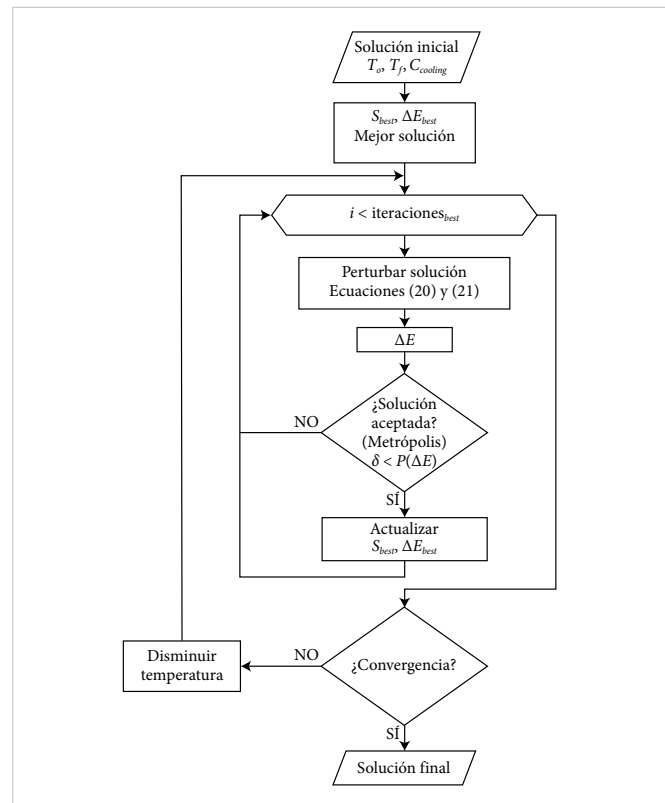 Solución inicial
Tₒ, T_f, C_cooling
S_best, ΔE_best
Mejor solución
i < iteraciones_best
Perturbar solución
Ecuaciones (20) y (21)
ΔE
¿Solución
aceptada?
(Metrópolis)
δ < P(ΔE)
NO
SÍ
Actualizar
S_best, ΔE_best
¿Convergencia?
NO
Disminuir
temperatura
SÍ
Solución final